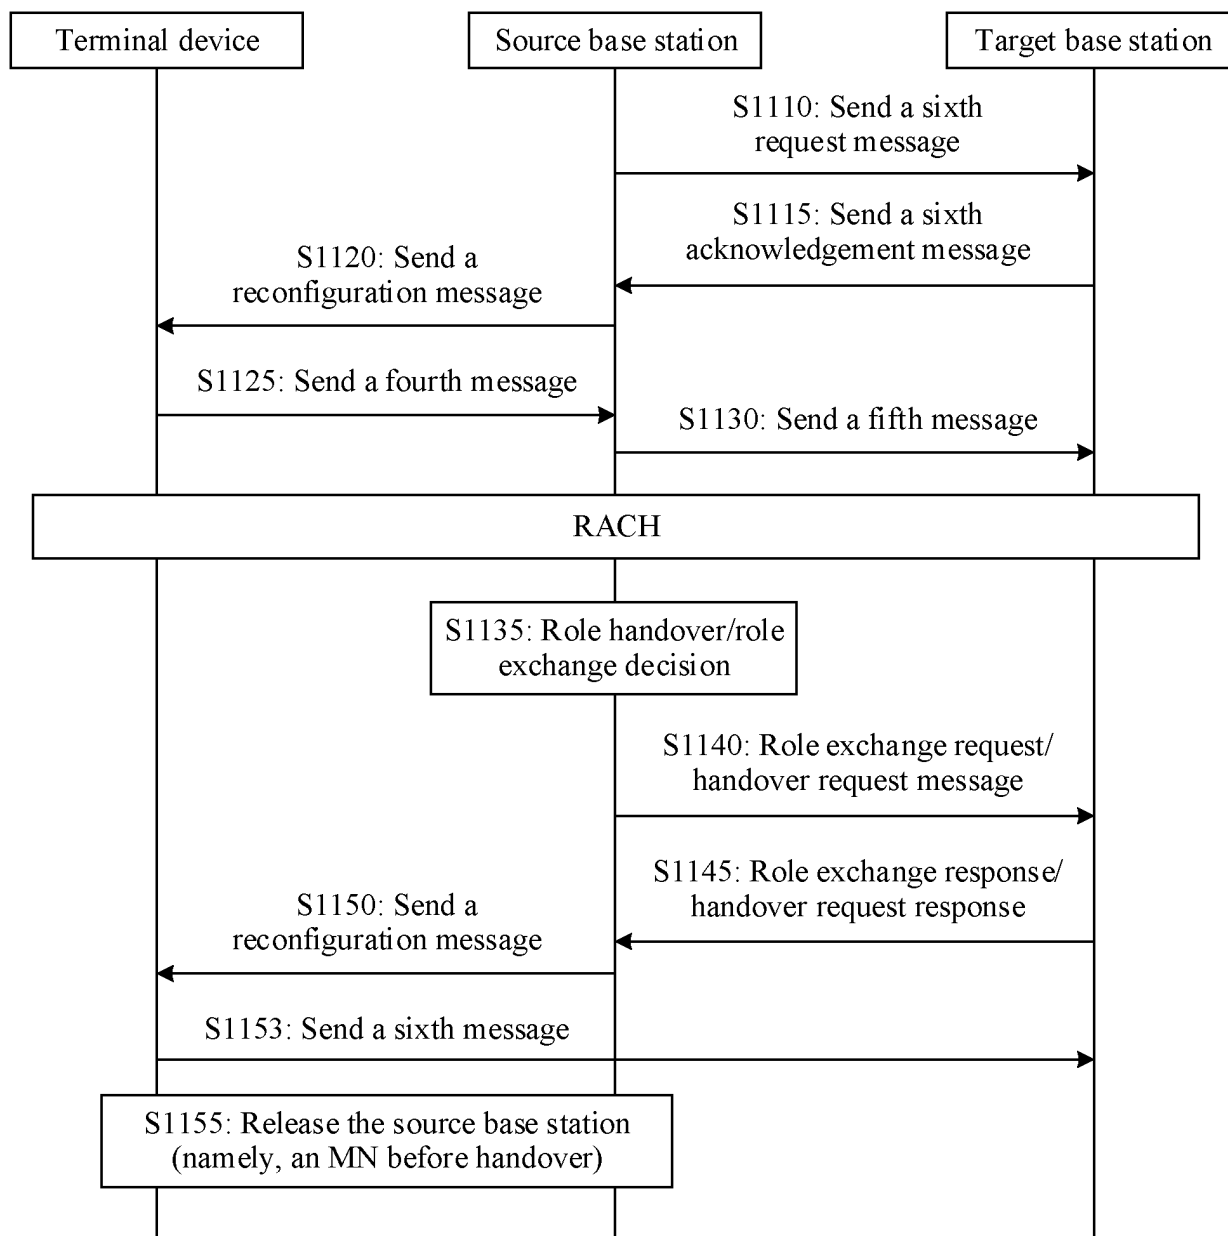 Terminal device
Source base station
Target base station
S1110: Send a sixth
request message
S1115: Send a sixth
acknowledgement message
S1120: Send a
reconfiguration message
S1125: Send a fourth message
S1130: Send a fifth message
RACH
S1135: Role handover/role
exchange decision
S1140: Role exchange request/
handover request message
S1145: Role exchange response/
handover request response
S1150: Send a
reconfiguration message
S1153: Send a sixth message
S1155: Release the source base station
(namely, an MN before handover)